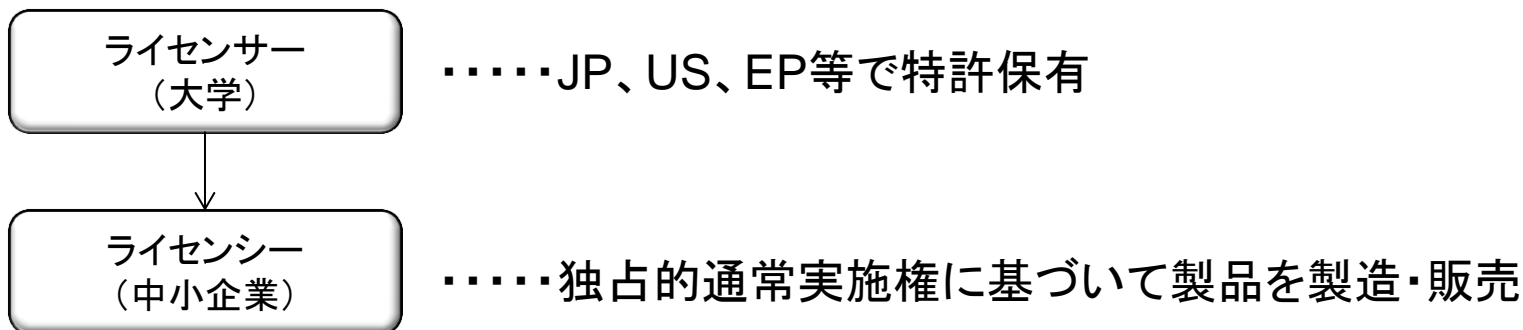 ライセンサー
（大学）
・・・・・JP、US、EP等で特許保有
ライセンシー
（中小企業）
・・・・・独占的通常実施権に基づいて製品を製造・販売